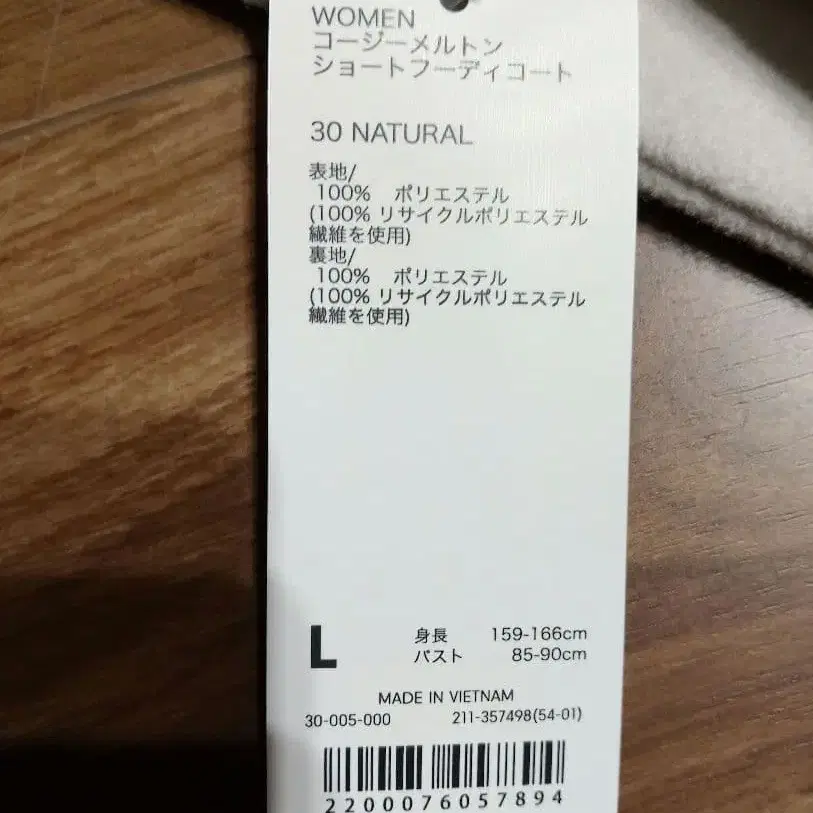 WOMEN
コージーメルトン
ショートフーディコート
30 NATURAL
表地/
100% ポリエステル
(100% リサイクルポリエステル
繊維を使用)
裏地/
100% ポリエステル
(100% リサイクルポリエステル
繊維を使用)
L 身長 159-166cm
バスト 85-90cm
MADE IN VIETNAM
30-005-000 211-357498(54-01)
2200076057894